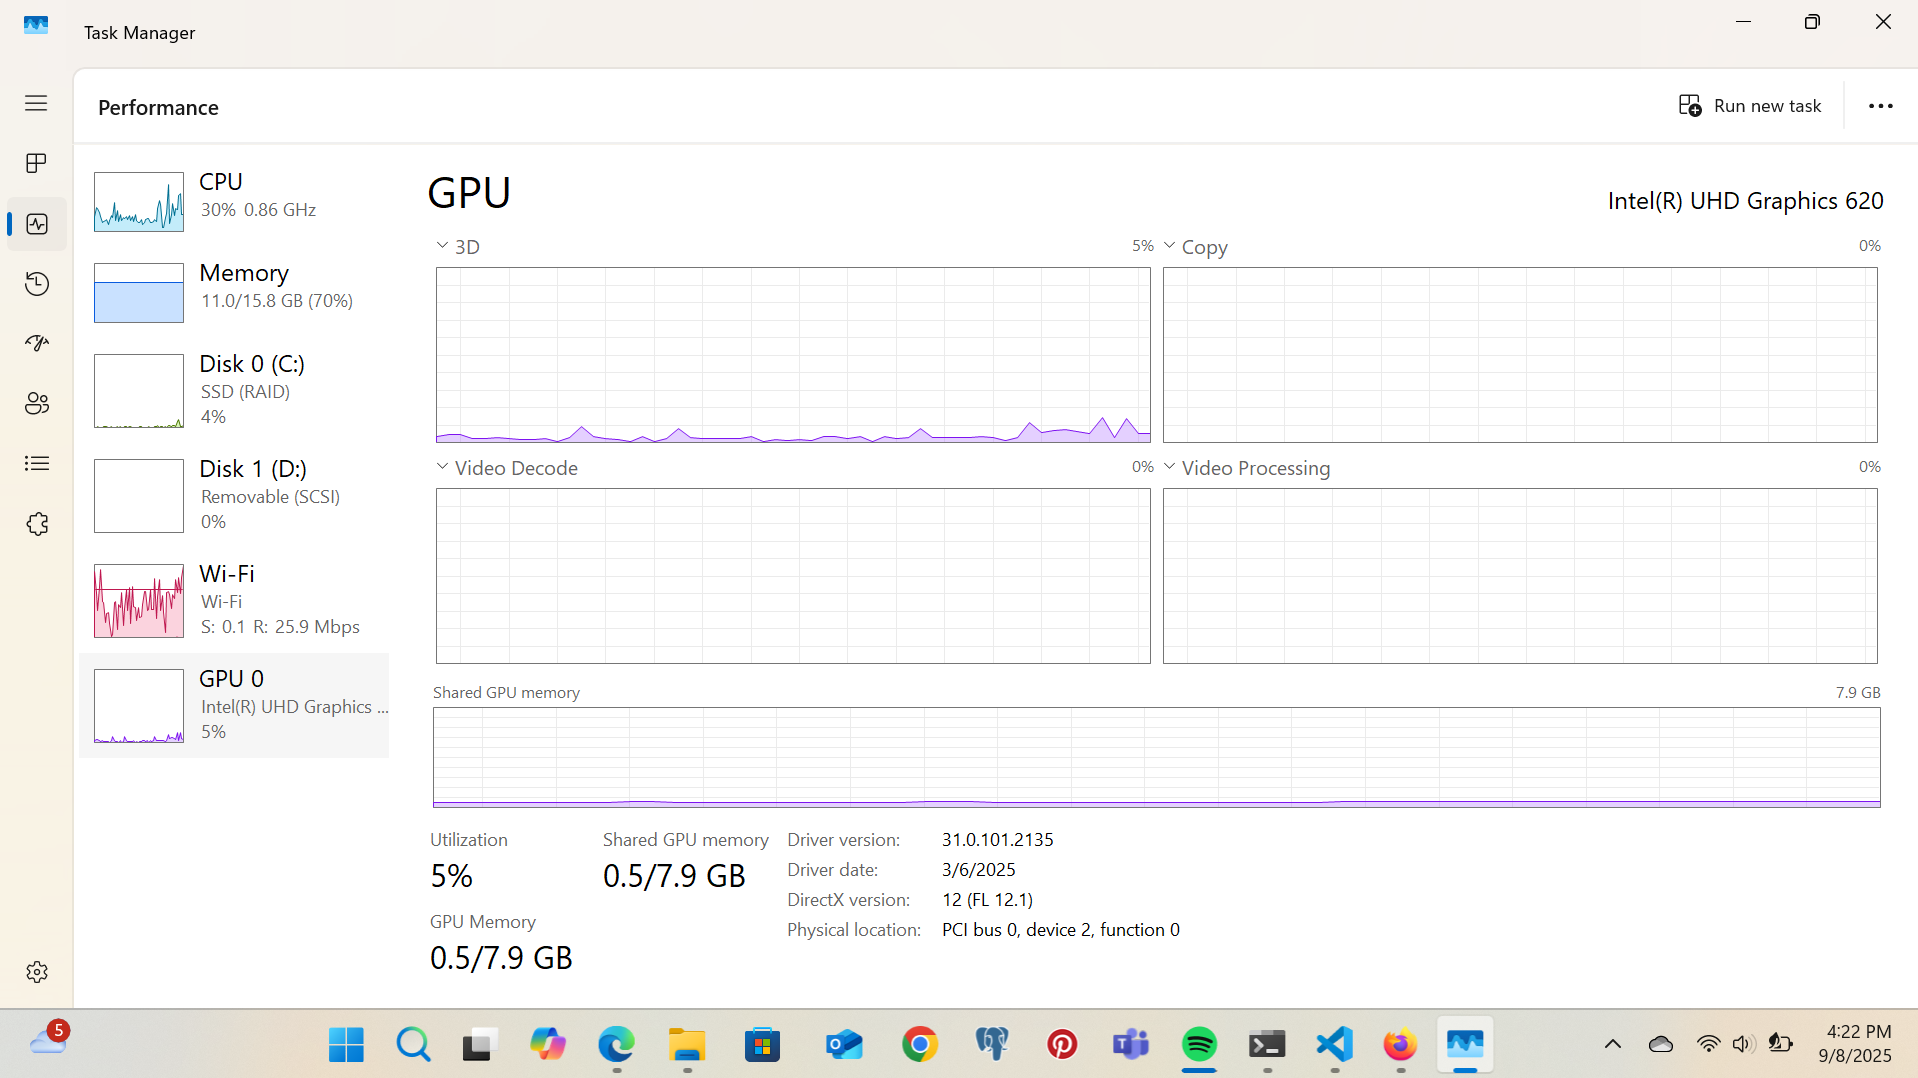 Task Manager
Performance
Run new task
CPU
30% 0.86 GHz
Memory
11.0/15.8 GB (70%)
Disk 0 (C:)
SSD (RAID)
4%
Disk 1 (D:)
Removable (SCSI)
0%
Wi-Fi
Wi-Fi
S: 0.1 R: 25.9 Mbps
GPU 0
Intel(R) UHD Graphics ...
5%
GPU
Intel(R) UHD Graphics 620
3D 5%
Copy 0%
Video Decode 0%
Video Processing 0%
Shared GPU memory 7.9 GB
Utilization
5%
Shared GPU memory
0.5/7.9 GB
GPU Memory
0.5/7.9 GB
Driver version: 31.0.101.2135
Driver date: 3/6/2025
DirectX version: 12 (FL 12.1)
Physical location: PCI bus 0, device 2, function 0
5
4:22 PM
9/8/2025